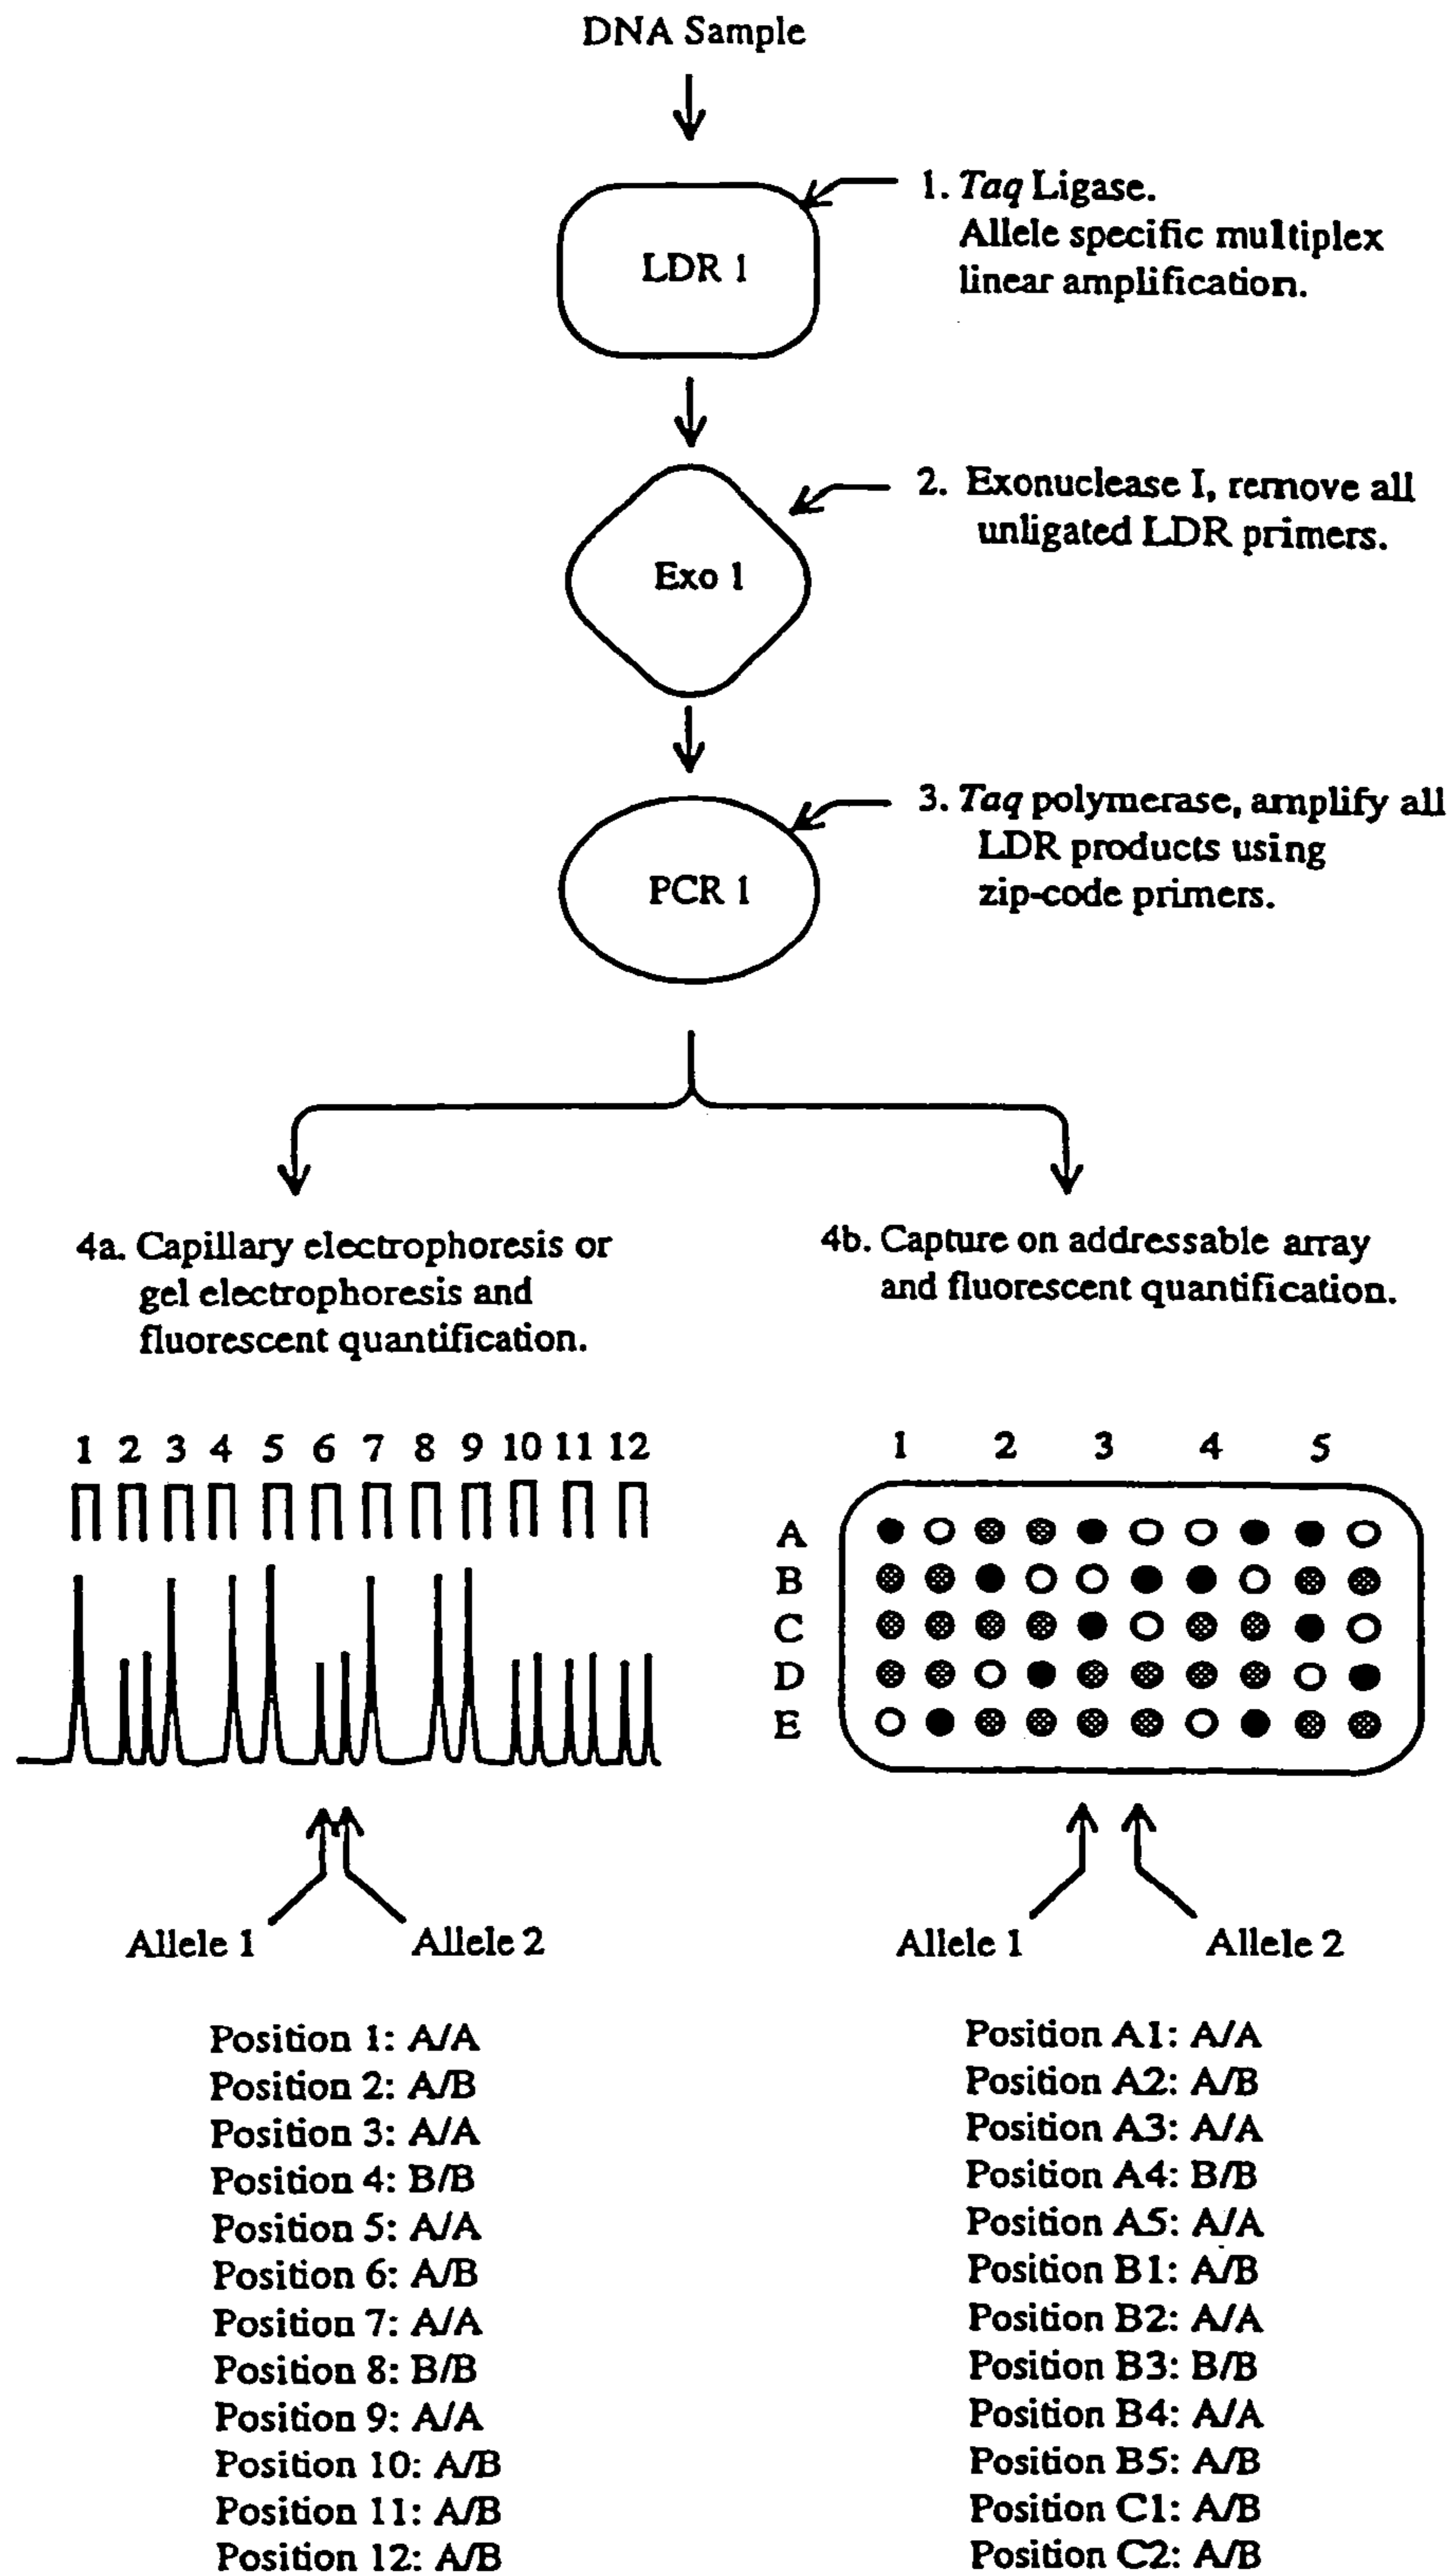 DNA Sample
LDR 1
1. Taq Ligase.
Allele specific multiplex
linear amplification.
Exo 1
2. Exonuclease I, remove all
unligated LDR primers.
PCR 1
3. Taq polymerase, amplify all
LDR products using
zip-code primers.
4a. Capillary electrophoresis or
gel electrophoresis and
fluorescent quantification.
4b. Capture on addressable array
and fluorescent quantification.
1 2 3 4 5 6 7 8 9 10 11 12
1 2 3 4 5
A
B
C
D
E
Allele 1
Allele 2
Allele 1
Allele 2
Position 1: A/A
Position 2: A/B
Position 3: A/A
Position 4: B/B
Position 5: A/A
Position 6: A/B
Position 7: A/A
Position 8: B/B
Position 9: A/A
Position 10: A/B
Position 11: A/B
Position 12: A/B
Position A1: A/A
Position A2: A/B
Position A3: A/A
Position A4: B/B
Position A5: A/A
Position B1: A/B
Position B2: A/A
Position B3: B/B
Position B4: A/A
Position B5: A/B
Position C1: A/B
Position C2: A/B